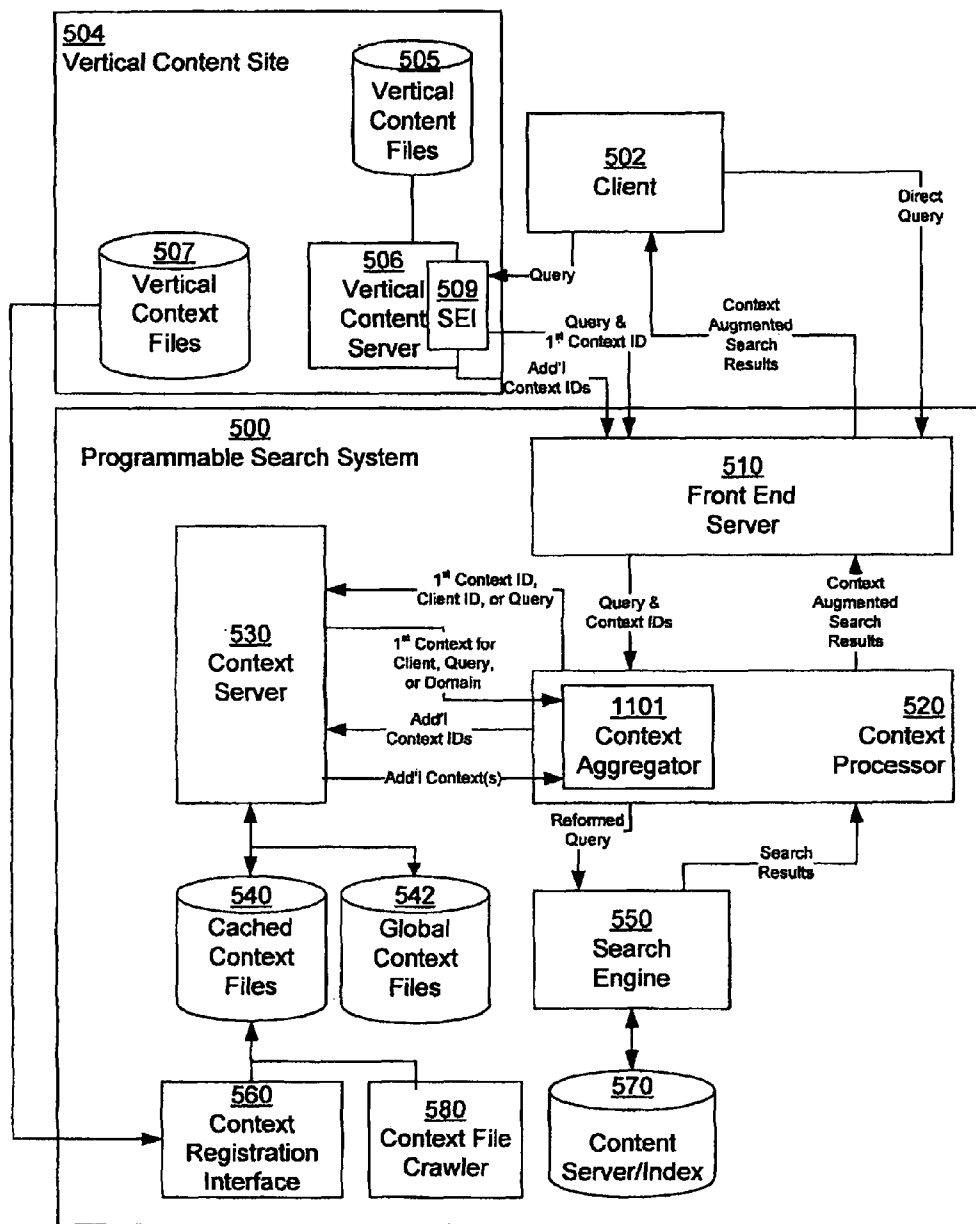 504
Vertical Content Site
505
Vertical
Content
Files
502
Client
Direct
Query
507
Vertical
Context
Files
506
Vertical
Content
Server
509
SEI
Query
Query &
1st Context ID
Add'l
Context IDs
Context
Augmented
Search
Results
500
Programmable Search System
510
Front End
Server
530
Context
Server
1st Context ID,
Client ID, or Query
1st Context for
Client, Query,
or Domain
Add'l
Context IDs
Add'l Context(s)
Query &
Context IDs
Context
Augmented
Search
Results
1101
Context
Aggregator
520
Context
Processor
Reformed
Query
Search
Results
540
Cached
Context
Files
542
Global
Context
Files
550
Search
Engine
560
Context
Registration
Interface
580
Context File
Crawler
570
Content
Server/Index